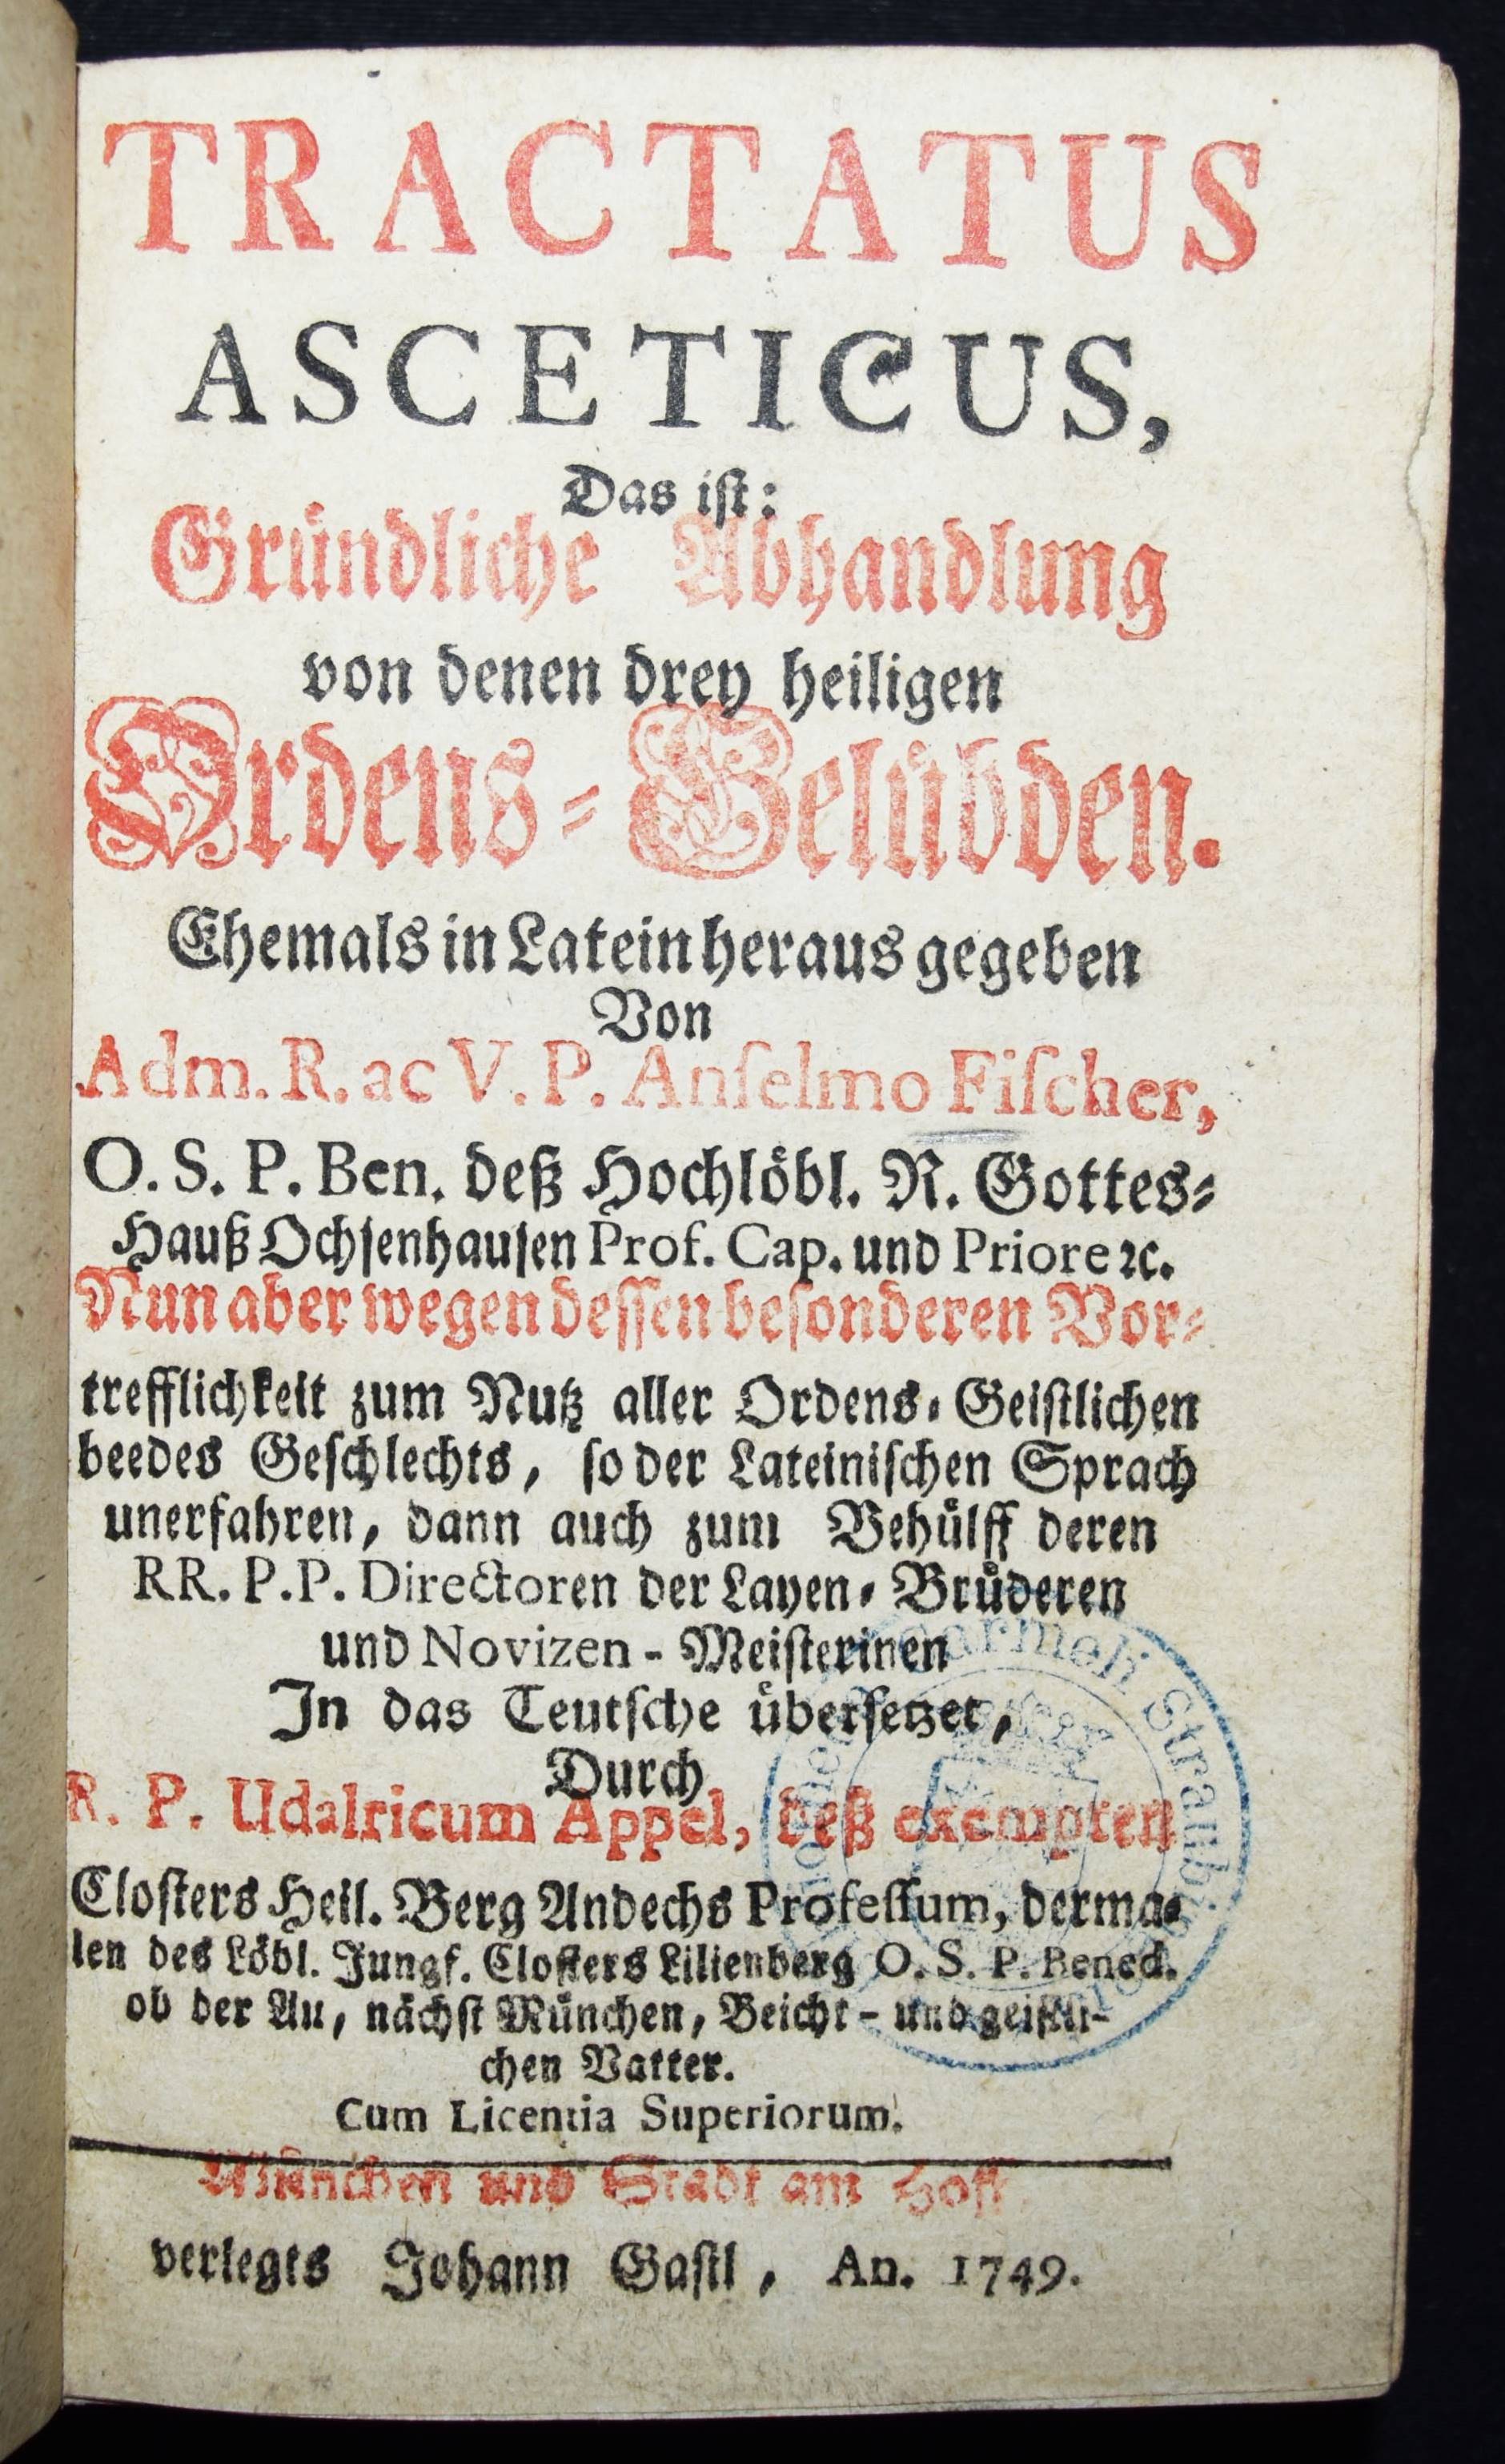 TRACTATUS
ASCETICUS,
Das iſt:
Gründliche Abhandlung
von denen drey heiligen
Ordens-Gelübden.
Ehemals in Latein heraus gegeben
Von
Adm. R. ac V. P. Anſelmo Fiſcher,
O. S. P. Ben. deß Hochlöbl. R. Gottes-
Hauß Ochſenhauſen Prof. Cap. und Priore ꝛc.
Nun aber wegen deſſen beſonderen Vor-
trefflichkeit zum Nutz aller Ordens-Geiſtlichen
beedes Geſchlechts, ſo der Lateiniſchen Sprach
unerfahren, dann auch zum Behülff deren
RR. P.P. Directoren der Layen-Brüderen
und Novizen-Meiſterinen
In das Teutſche überſetzet,
Durch
R. P. Udalricum Appel, deß exempten
Cloſters Heil. Berg Andechs Profeſſum, derma-
len des Löbl. Jungf. Cloſters Lilienberg O. S. P. Bened.
ob der Au, nächſt München, Beicht- und geiſtli-
chen Vatter.
Cum Licentia Superiorum.
München und Stadt am Hoff
verlegts Johann Gaſtl, An. 1749.
Karmel Straubing